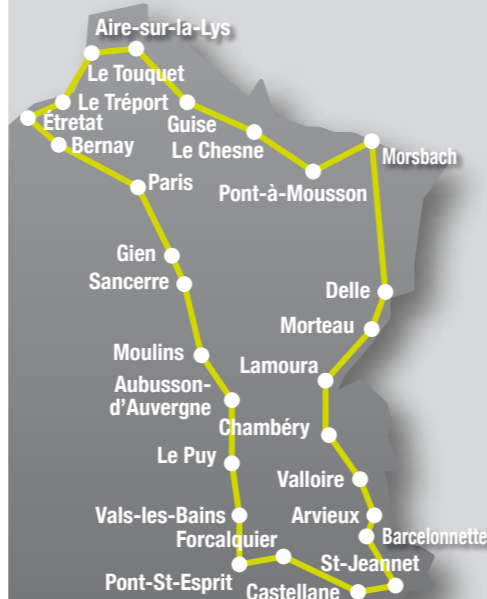 Aire-sur-la-Lys
Le Touquet
Le Tréport
Étretat
Guise
Bernay
Le Chesne
Morsbach
Paris
Pont-à-Mousson
Gien
Sancerre
Delle
Morteau
Moulins
Lamoura
Aubusson-
d'Auvergne
Chambéry
Le Puy
Valloire
Vals-les-Bains
Arvieux
Forcalquier
Barcelonnette
St-Jeannet
Pont-St-Esprit
Castellane